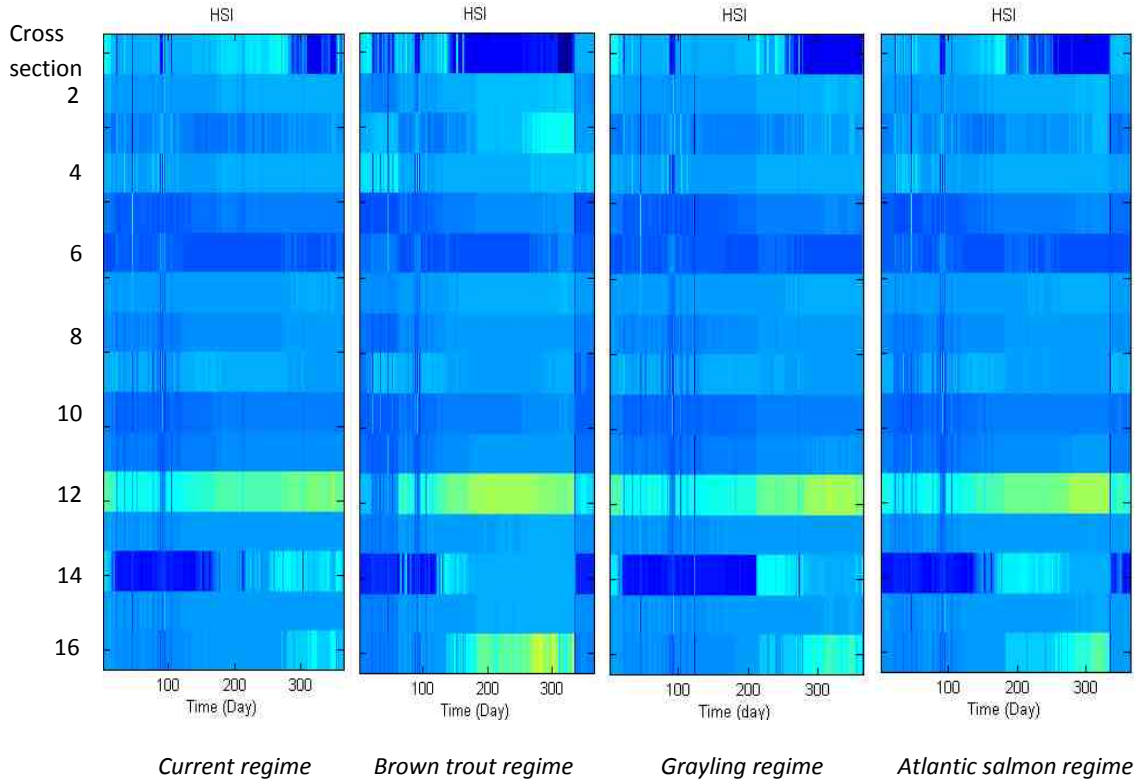 HSI HSI HSI HSI
Cross
section
2
4
6
8
10
12
14
16
100 200 300 100 200 300 100 200 300 100 200 300
Time (Day) Time (Day) Time (day) Time (Day)
Current regime Brown trout regime Grayling regime Atlantic salmon regime